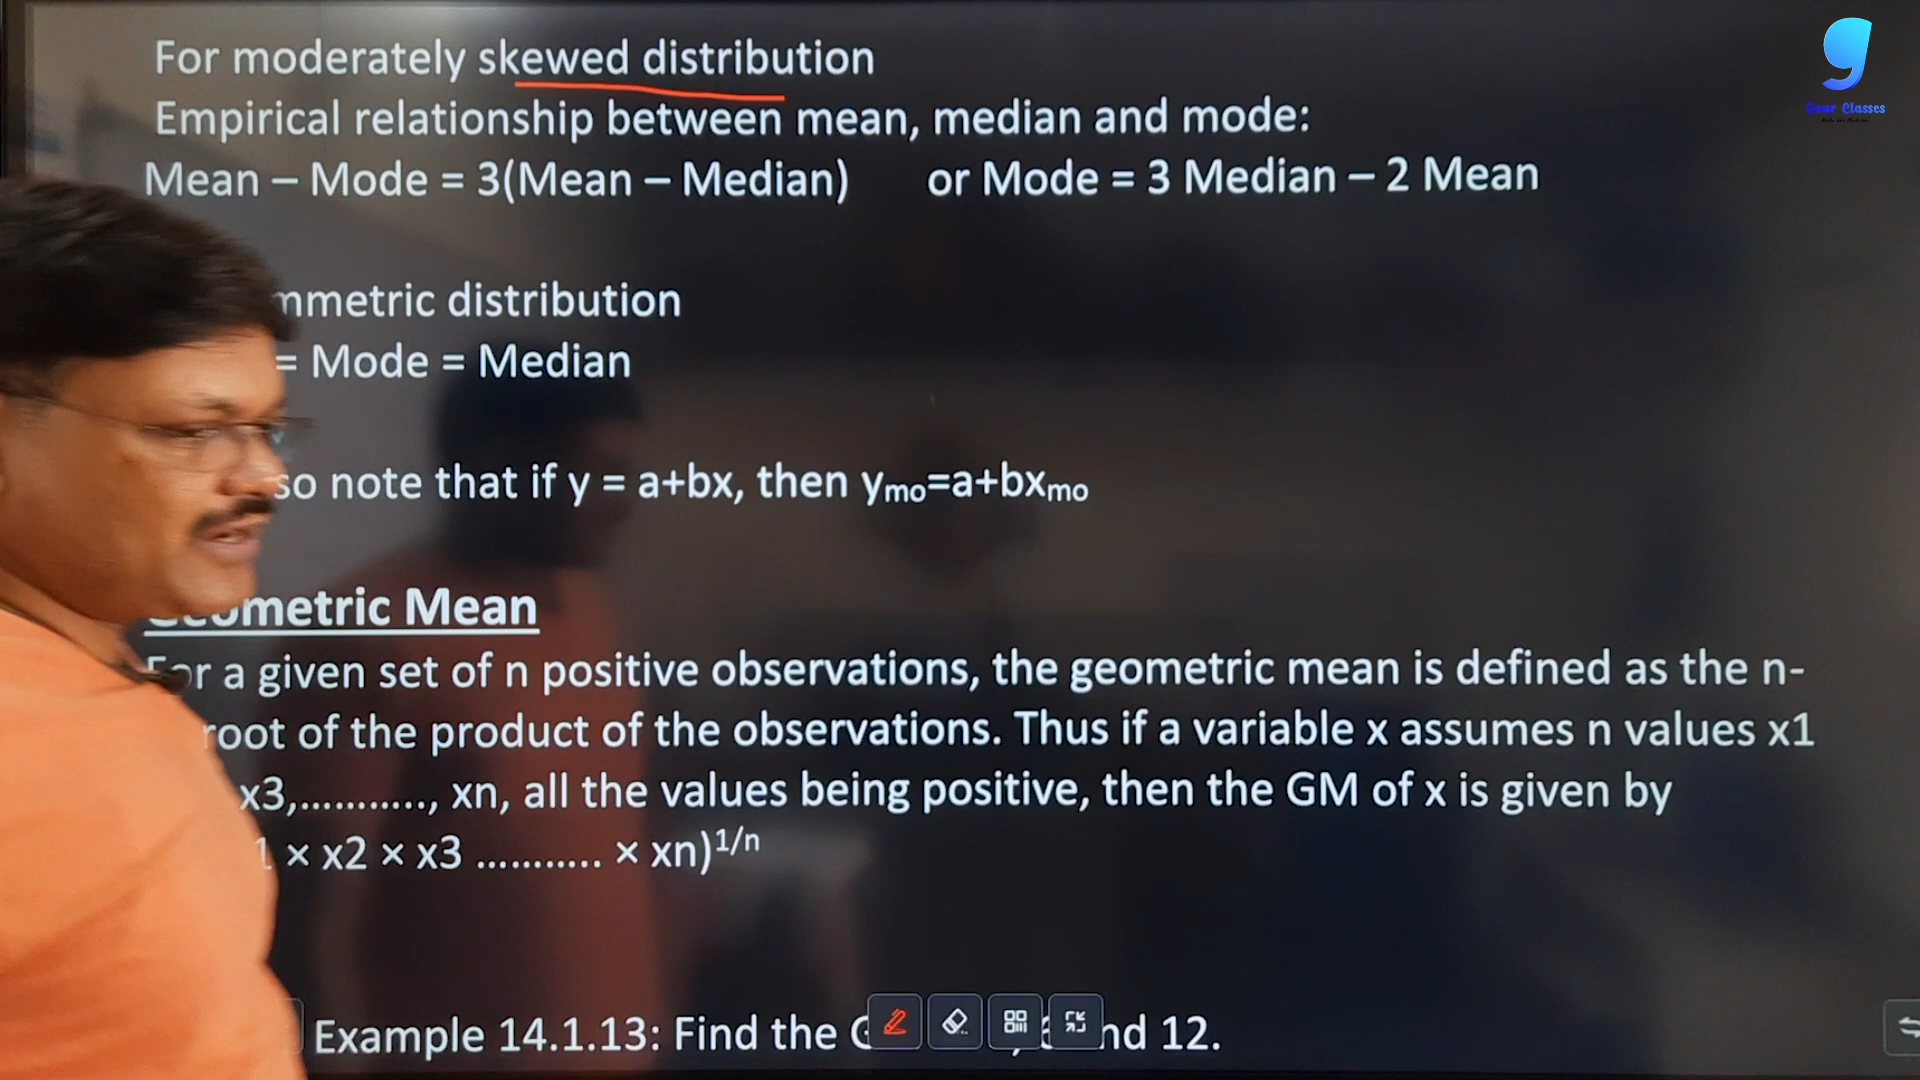 For moderately skewed distribution
Empirical relationship between mean, median and mode:
Mean – Mode = 3(Mean – Median) or Mode = 3 Median – 2 Mean
mmetric distribution
= Mode = Median
so note that if y = a+bx, then ymo=a+bxmo
Geometric Mean
For a given set of n positive observations, the geometric mean is defined as the n-
root of the product of the observations. Thus if a variable x assumes n values x1
x3,..........., xn, all the values being positive, then the GM of x is given by
1 × x2 × x3 ........... × xn)1/n
Example 14.1.13: Find the G nd 12.
Gaur Classes